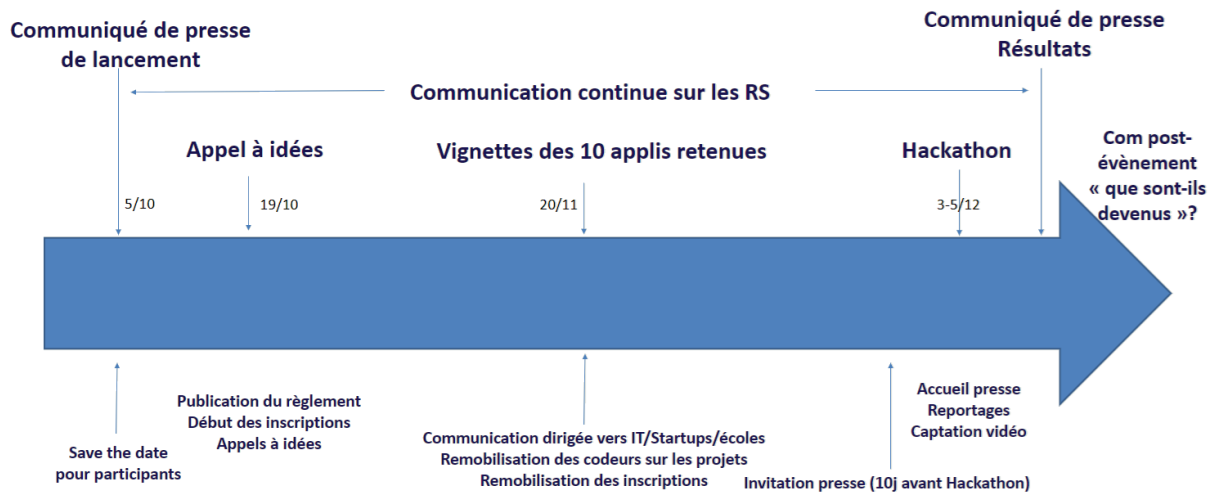 Communiqué de presse
de lancement
Communiqué de presse
Résultats
Communication continue sur les RS
Appel à idées
Vignettes des 10 applis retenues
Hackathon
Com post-
évènement
« que sont-ils
devenus »?
5/10
19/10
20/11
3-5/12
Save the date
pour participants
Publication du règlement
Début des inscriptions
Appels à idées
Communication dirigée vers IT/Startups/écoles
Remobilisation des codeurs sur les projets
Remobilisation des inscriptions
Accueil presse
Reportages
Captation vidéo
Invitation presse (10j avant Hackathon)